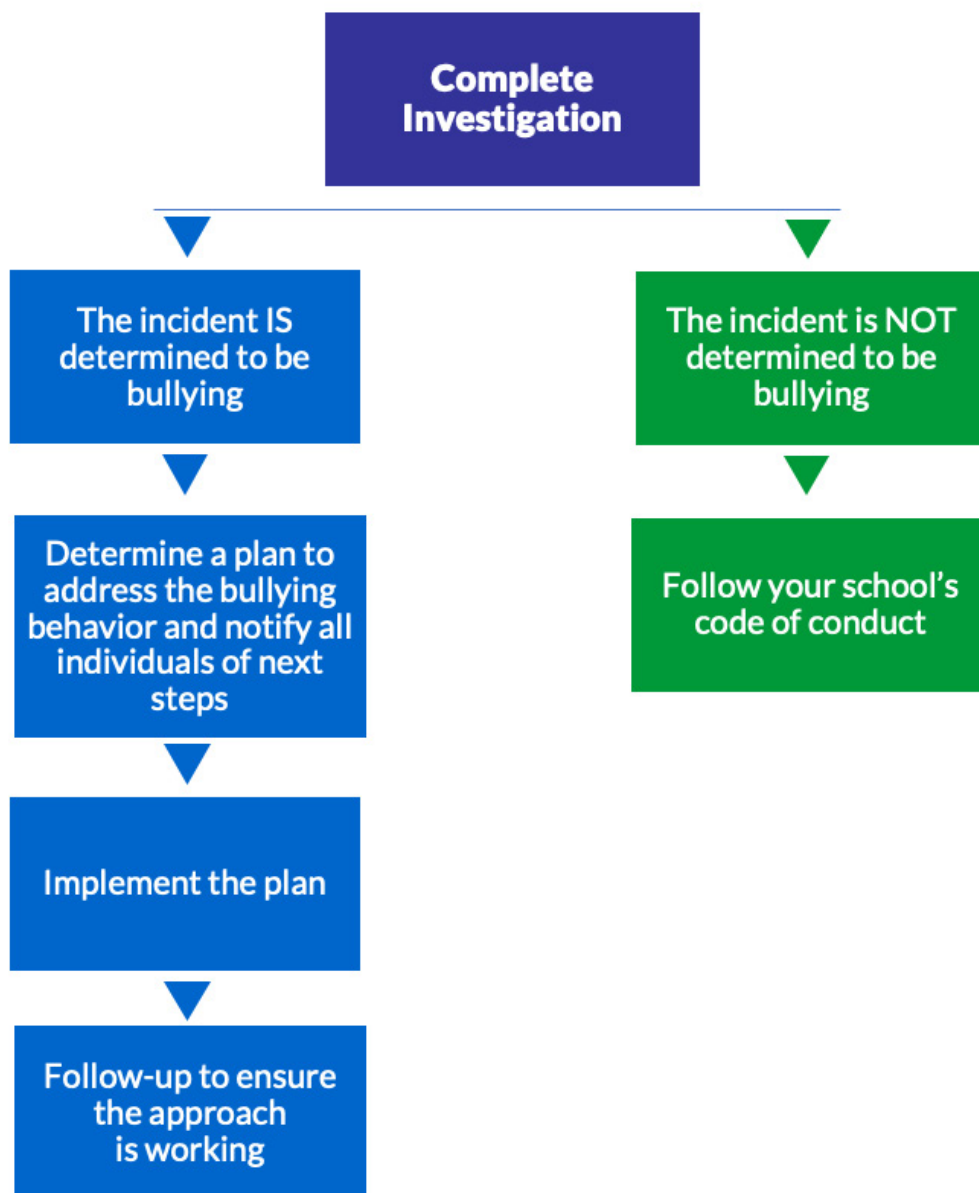 Complete
Investigation
The incident IS
determined to be
bullying
Determine a plan to
address the bullying
behavior and notify all
individuals of next
steps
Implement the plan
Follow-up to ensure
the approach
is working
The incident is NOT
determined to be
bullying
Follow your school's
code of conduct